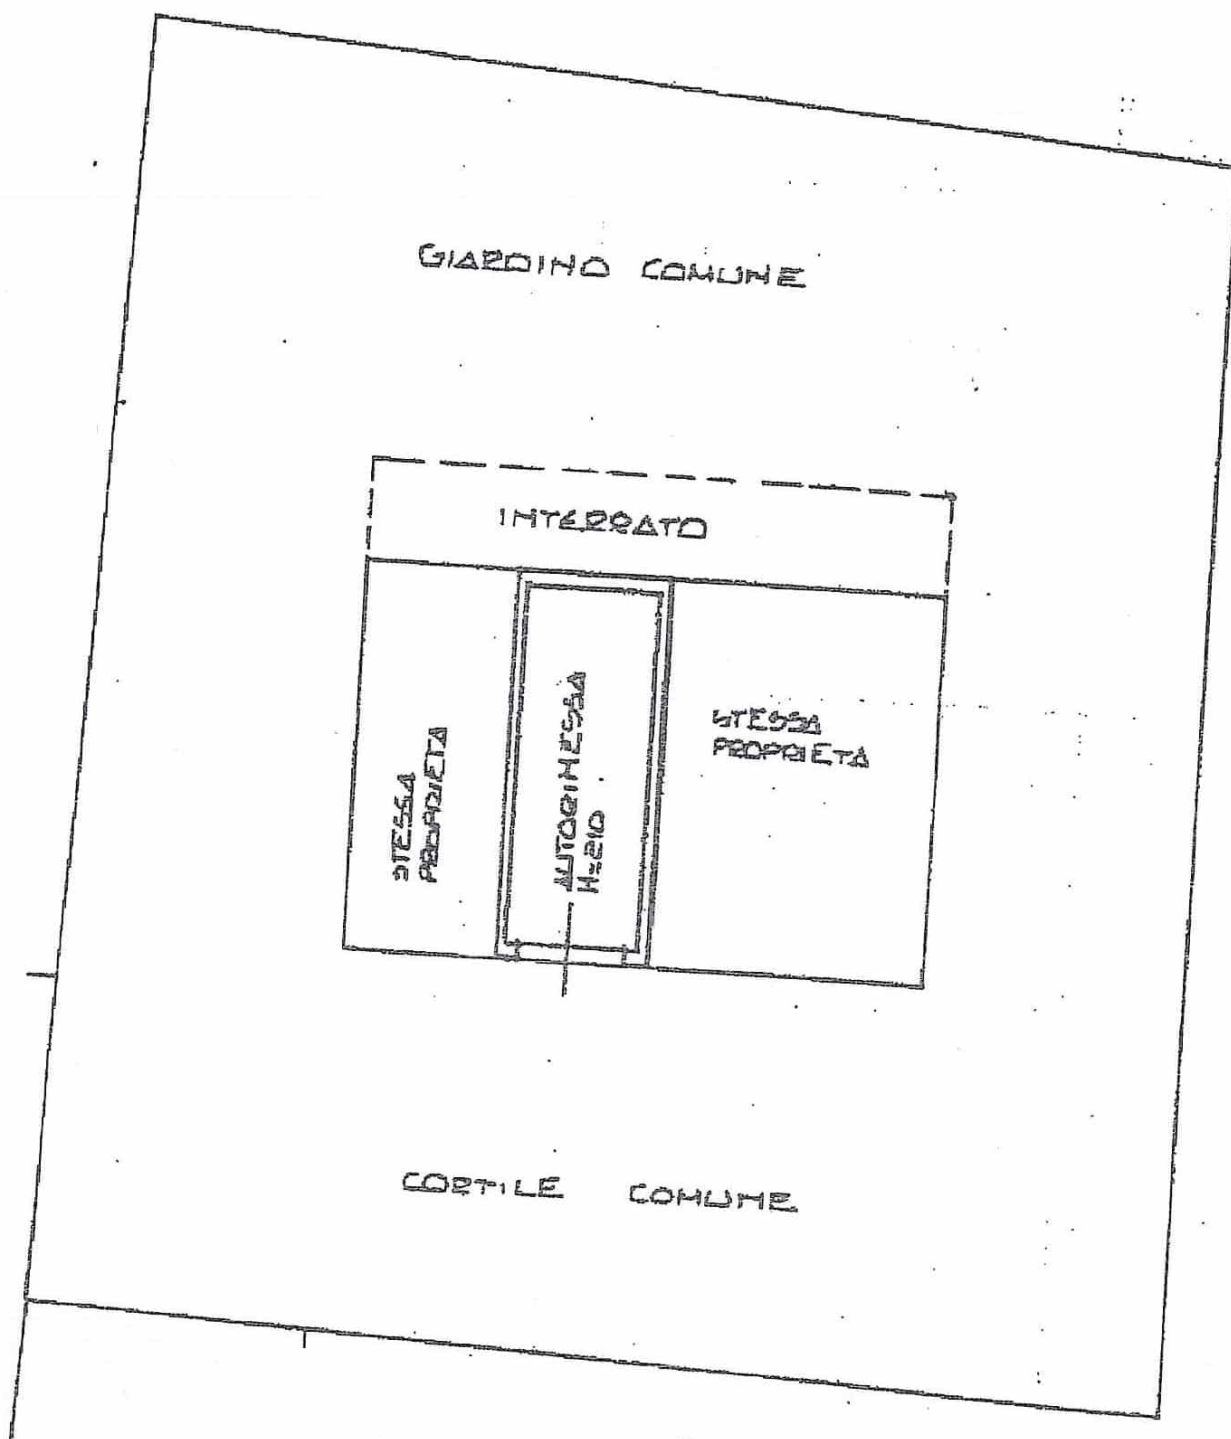 GIARDINO COMUNE
INTERRATO
STESSA
PROPRIETA
AUTORIMESSA
H=210
STESSA
PROPRIETA
CORTILE COMUNE